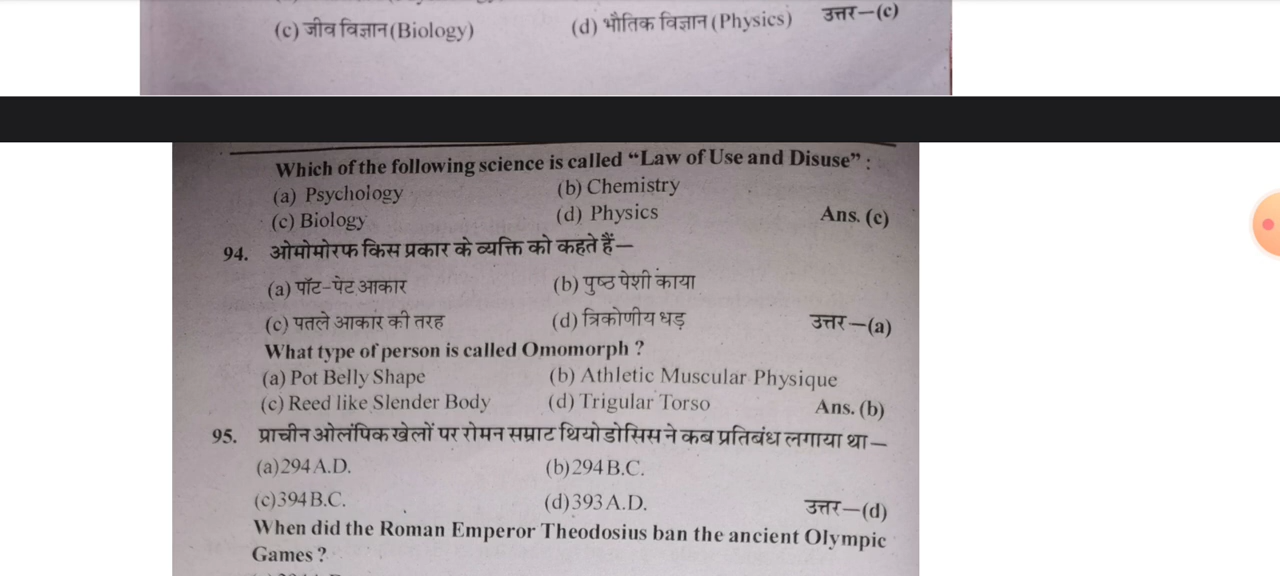 (c) जीव विज्ञान (Biology) (d) भौतिक विज्ञान (Physics) उत्तर–(c)
Which of the following science is called “Law of Use and Disuse” :
(a) Psychology (b) Chemistry
(c) Biology (d) Physics Ans. (c)
94. ओमोमोरफ किस प्रकार के व्यक्ति को कहते हैं–
(a) पॉट-पेट आकार (b) पुष्ठ पेशी काया
(c) पतले आकार की तरह (d) त्रिकोणीय धड़ उत्तर–(a)
What type of person is called Omomorph ?
(a) Pot Belly Shape (b) Athletic Muscular Physique
(c) Reed like Slender Body (d) Trigular Torso Ans. (b)
95. प्राचीन ओलंपिक खेलों पर रोमन सम्राट थियोडोसिस ने कब प्रतिबंध लगाया था–
(a) 294 A.D. (b) 294 B.C.
(c) 394 B.C. (d) 393 A.D. उत्तर–(d)
When did the Roman Emperor Theodosius ban the ancient Olympic
Games ?